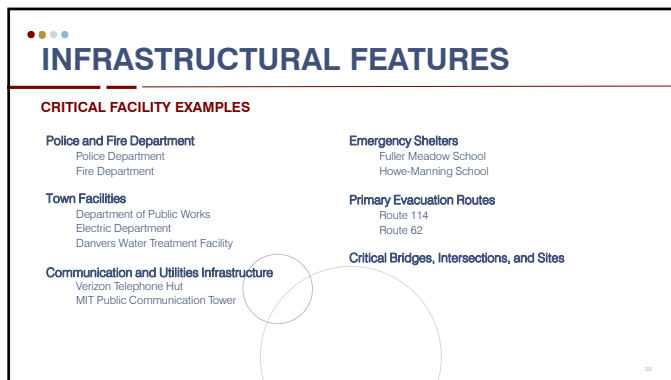 INFRASTRUCTURAL FEATURES
CRITICAL FACILITY EXAMPLES
Police and Fire Department
Police Department
Fire Department
Town Facilities
Department of Public Works
Electric Department
Danvers Water Treatment Facility
Communication and Utilities Infrastructure
Verizon Telephone Hut
MIT Public Communication Tower
Emergency Shelters
Fuller Meadow School
Howe-Manning School
Primary Evacuation Routes
Route 114
Route 62
Critical Bridges, Intersections, and Sites